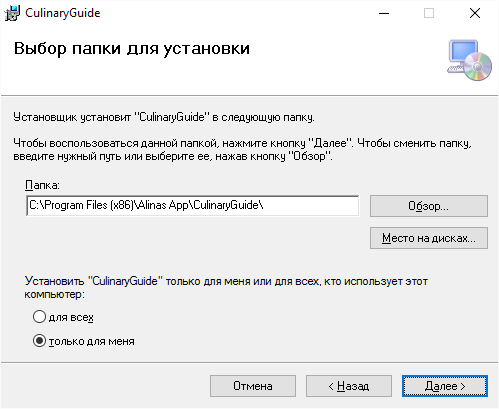 CulinaryGuide
Выбор папки для установки
Установщик установит "CulinaryGuide" в следующую папку.
Чтобы воспользоваться данной папкой, нажмите кнопку "Далее". Чтобы сменить папку,
введите нужный путь или выберите ее, нажав кнопку "Обзор".
Папка:
C:\Program Files (x86)\Alinas App\CulinaryGuide\
Обзор...
Место на дисках...
Установить "CulinaryGuide" только для меня или для всех, кто использует этот
компьютер:
для всех
только для меня
Отмена
< Назад
Далее >